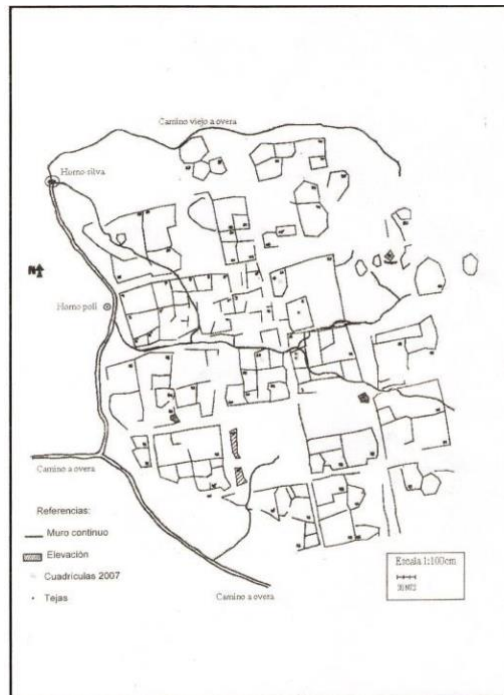 Camino viejo a overa
Horno silva
N
Horno poli
Camino a overa
Referencias:
Muro continuo
Elevación
Cuadrículas 2007
Tejas
Camino a overa
Escala 1:100cm